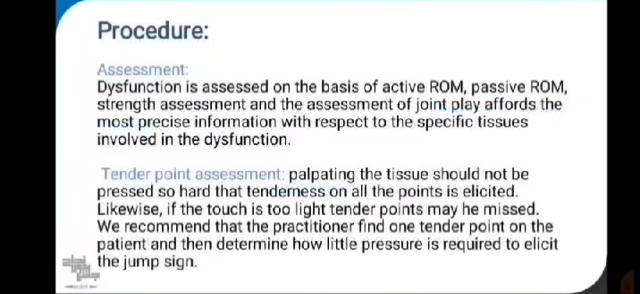 Procedure:
Assessment:
Dysfunction is assessed on the basis of active ROM, passive ROM,
strength assessment and the assessment of joint play affords the
most precise information with respect to the specific tissues
involved in the dysfunction.
Tender point assessment: palpating the tissue should not be
pressed so hard that tenderness on all the points is elicited.
Likewise, if the touch is too light tender points may he missed.
We recommend that the practitioner find one tender point on the
patient and then determine how little pressure is required to elicit
the jump sign.